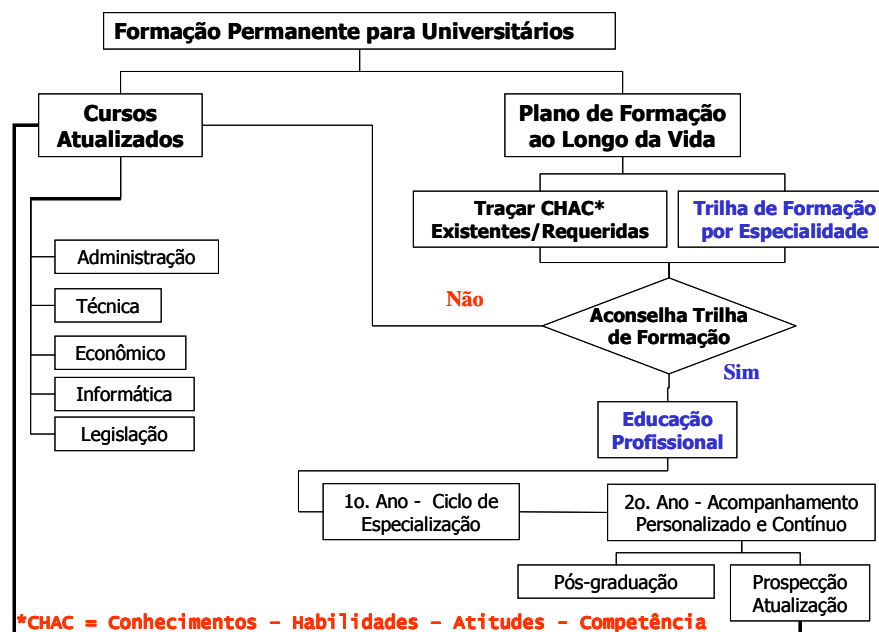 Formação Permanente para Universitários
Cursos
Atualizados
Plano de Formação
ao Longo da Vida
Traçar CHAC*
Existentes/Requeridas
Trilha de Formação
por Especialidade
Administração
Técnica
Econômico
Informática
Legislação
Não
Aconselha Trilha
de Formação
Sim
Educação
Profissional
1o. Ano - Ciclo de
Especialização
2o. Ano - Acompanhamento
Personalizado e Contínuo
Pós-graduação
Prospecção
Atualização
*CHAC = Conhecimentos – Habilidades – Atitudes - Competência